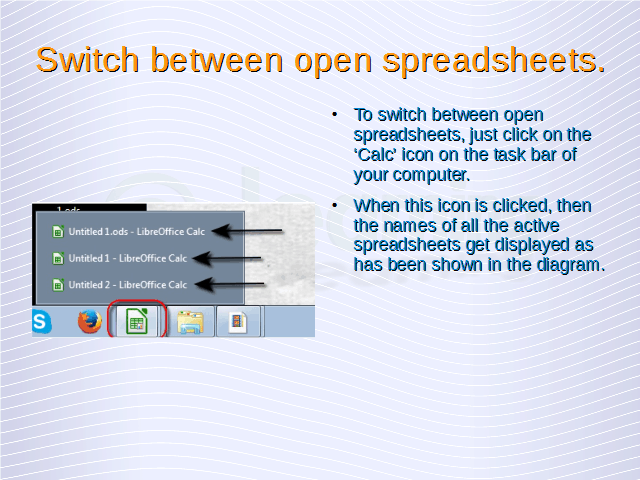 Switch between open spreadsheets.
• To switch between open
spreadsheets, just click on the
‘Calc’ icon on the task bar of
your computer.
• When this icon is clicked, then
the names of all the active
spreadsheets get displayed as
has been shown in the diagram.
1.ods
Untitled 1.ods - LibreOffice Calc
Untitled 1 - LibreOffice Calc
Untitled 2 - LibreOffice Calc
S